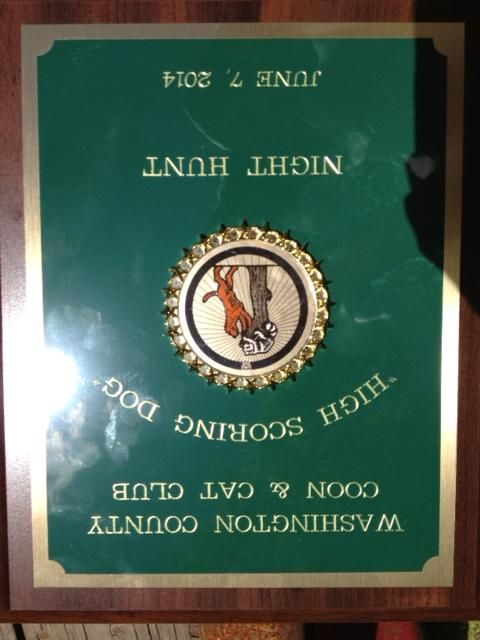 WASHINGTON COUNTY
COON & CAT CLUB
"HIGH SCORING DOG"
NIGHT HUNT
JUNE 7, 2014